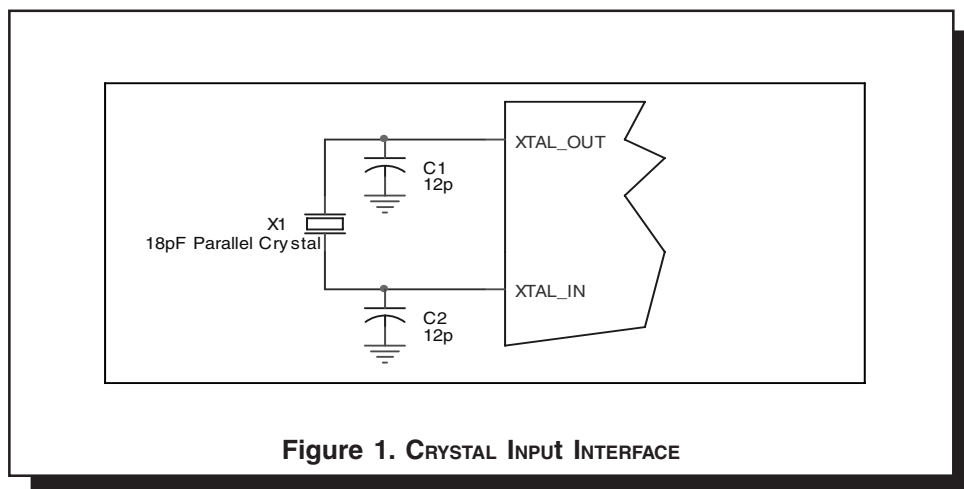 XTAL_OUT
C1
12p
X1
18pF Parallel Crystal
XTAL_IN
C2
12p
Figure 1. CRYSTAL INPUt INTERFACE